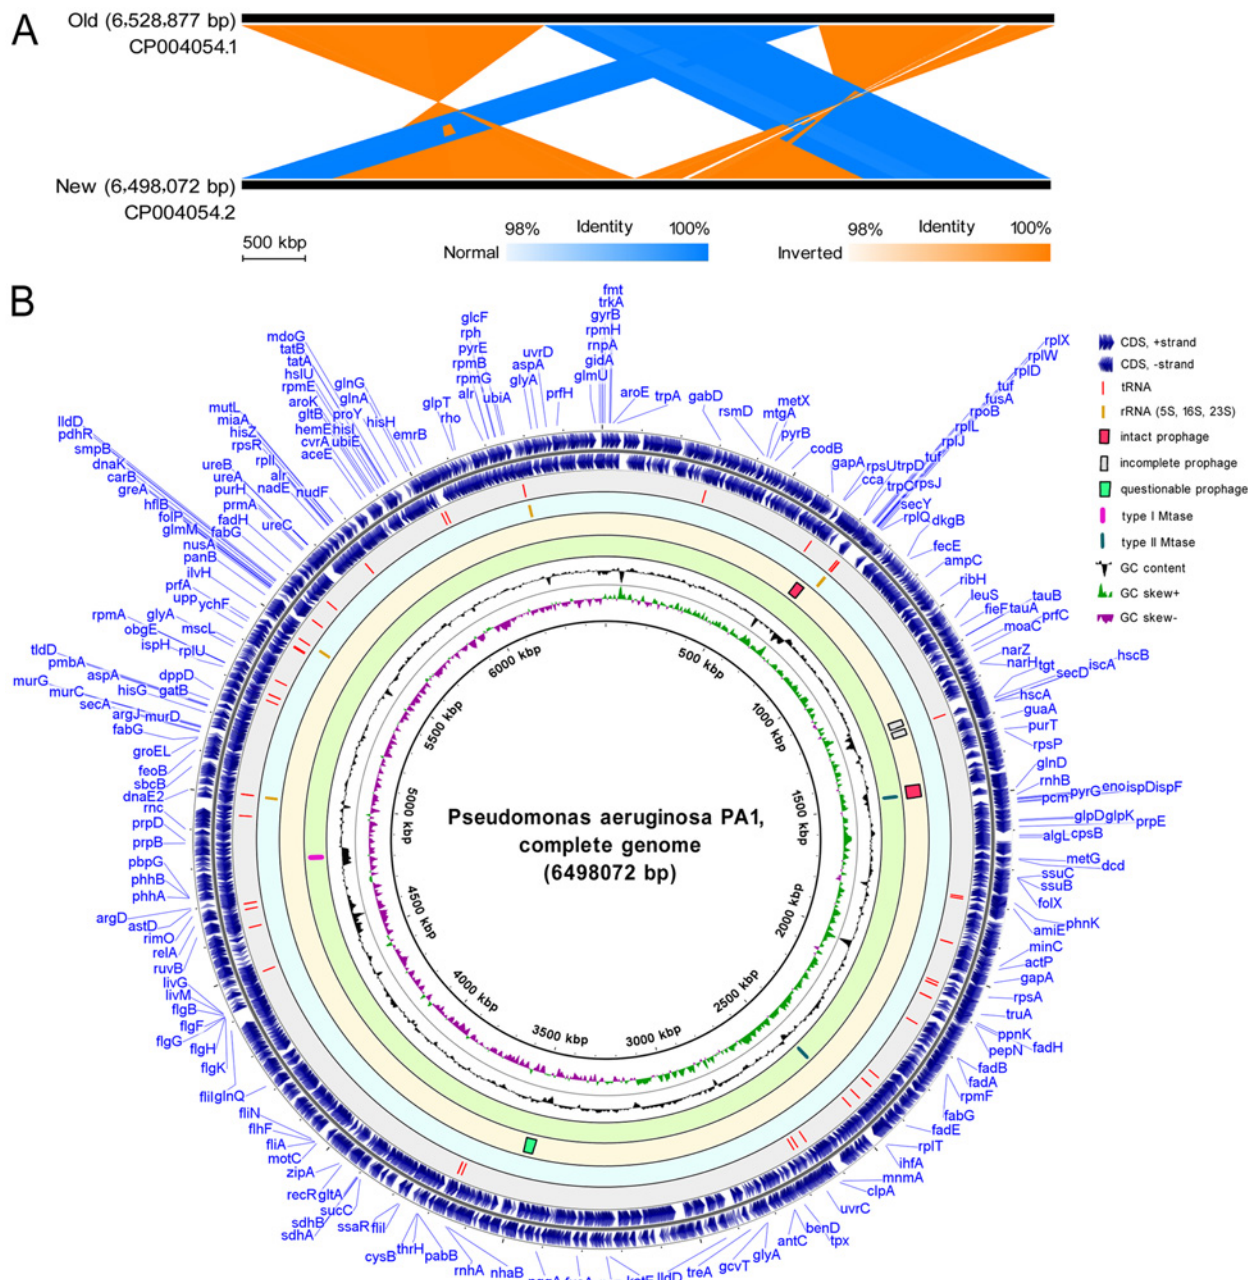 A
Old (6,528,877 bp)
CP004054.1
New (6,498,072 bp)
CP004054.2
500 kbp
98% Identity 100%
Normal
98% Identity 100%
Inverted
B
fmt
trkA
gyrB
rpmH
rnpA
gidA
glmU
aroE
trpA
gabD
rsmD
metX
mtgA
pyrB
codB
gapA
rpsU
trpD
tuf
cca
trpC
rpsJ
secY
rplQ
dkgB
rplX
rplW
rplD
tuf
fusA
rpoB
rplL
rplJ
fecE
ampC
ribH
leuS
tauB
fieF
tauA
prfC
moaC
narZ
narH
tgt
secD
iscA
hscB
hscA
guaA
purT
rpsP
glnD
rnhB
pcm
pyrG
eno
ispD
ispF
glpD
glpK
prpE
algL
cpsB
metG
dcd
ssuC
ssuB
folX
phnK
amiE
minC
actP
gapA
rpsA
truA
ppnK
fadH
pepN
fadB
fadA
rpmF
fabG
fadE
rplT
ihfA
mnmA
clpA
uvrC
benD
tpx
antC
glyA
gcvT
treA
lldD
nhaB
rnhA
pabB
thrH
cysB
fliI
ssaR
sdhA
sdhB
sucC
gltA
recR
zipA
motC
fliA
flhF
fliN
glnQ
flgK
flgH
flgG
flgF
flgB
livM
livG
ruvB
relA
rimO
astD
argD
phhA
phhB
pbpG
prpB
prpD
rnc
dnaE2
sbcB
feoB
groEL
fabG
murD
argJ
secA
murC
murG
gatB
hisG
aspA
pmbA
tldD
dppD
rplU
ispH
obgE
mscL
glyA
rpmA
ychF
upp
prfA
ilvH
panB
nusA
glmM
fabG
folP
fadH
ureC
hflB
prmA
greA
purH
carB
ureA
dnaK
ureB
smpB
pdhR
lldD
nadE
nudF
alr
rplI
rpsR
hisZ
miaA
mutL
aceE
cvrA
ubiE
hemE
hisI
gltB
proY
aroK
rpmE
hslU
tatA
tatB
mdoG
glnG
glnA
hisH
emrB
glpT
rho
alr
rpmG
rpmB
pyrE
rph
glcF
ubiA
glyA
aspA
uvrD
prfH
CDS, +strand
CDS, -strand
tRNA
rRNA (5S, 16S, 23S)
intact prophage
incomplete prophage
questionable prophage
type I Mtase
type II Mtase
GC content
GC skew+
GC skew-
500 kbp
1000 kbp
1500 kbp
2000 kbp
2500 kbp
3000 kbp
3500 kbp
4000 kbp
4500 kbp
5000 kbp
5500 kbp
6000 kbp
Pseudomonas aeruginosa PA1,
complete genome
(6498072 bp)